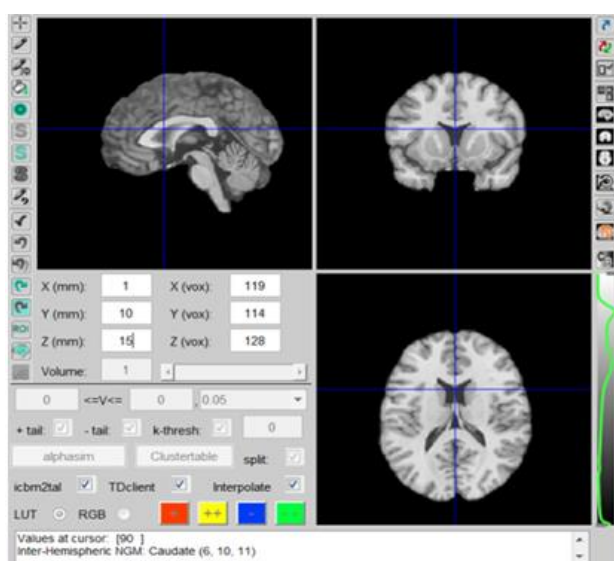 S
S
S
X (mm): 1 X (vox): 119
Y (mm): 10 Y (vox): 114
ROI
Z (mm): 15 Z (vox): 128
Volume: 1
0 <=V<= 0 , 0.05
+ tail: - tail: k-thresh: 0
alphasim Clustertable split:
icbm2tal TDclient Interpolate
LUT RGB - ++ -
Values at cursor: [90 ]
Inter-Hemispheric NGM: Caudate (6, 10, 11)